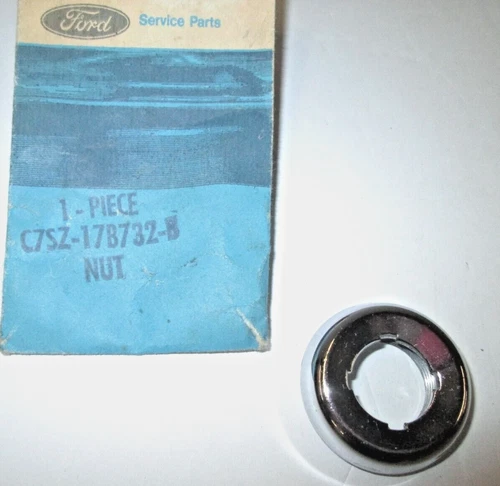 Ford Service Parts
1 - PIECE
C7SZ-17B732-B
NUT